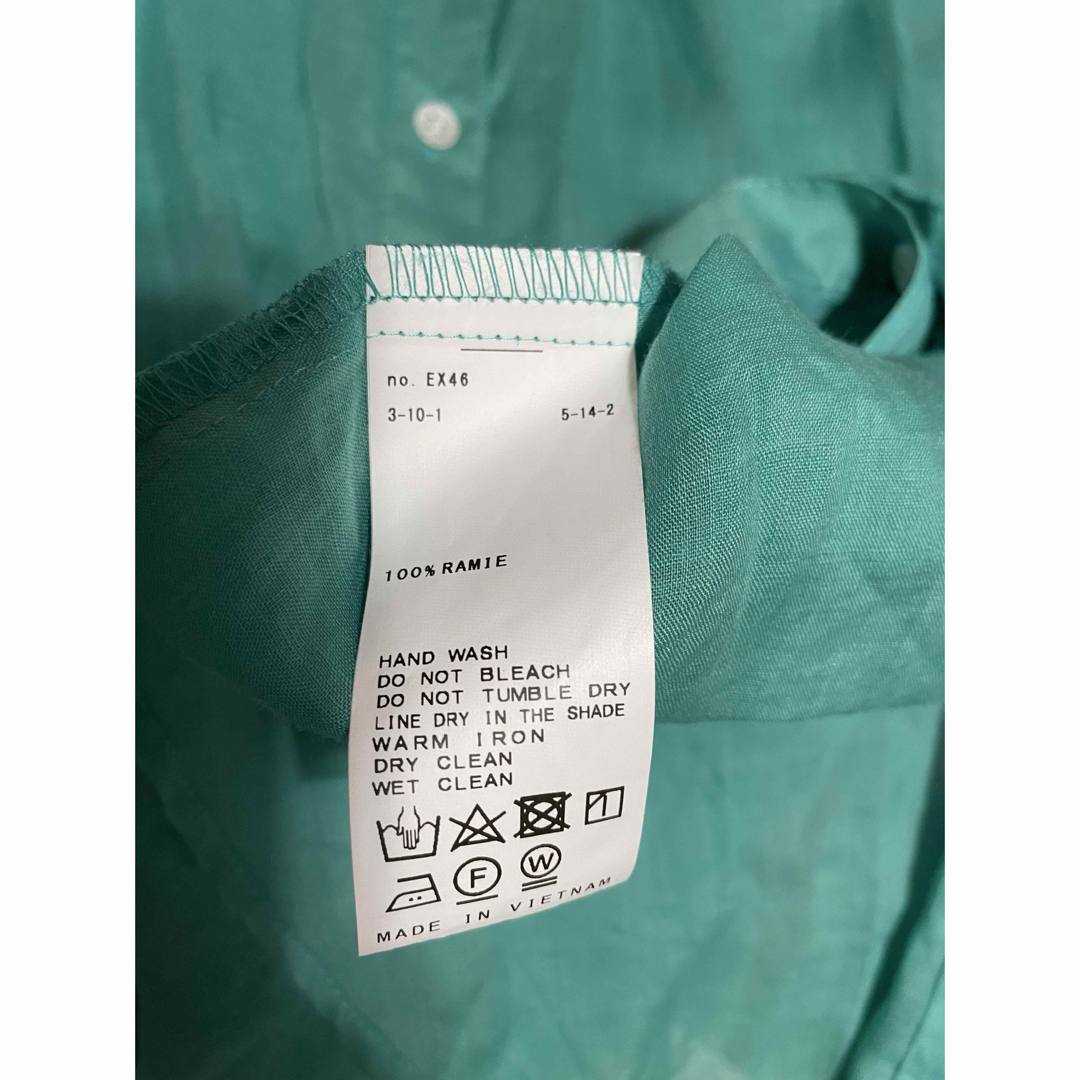 no. EX46
3-10-1 5-14-2
100% RAMIE
HAND WASH
DO NOT BLEACH
DO NOT TUMBLE DRY
LINE DRY IN THE SHADE
WARM IRON
DRY CLEAN
WET CLEAN
F W
MADE IN VIETNAM